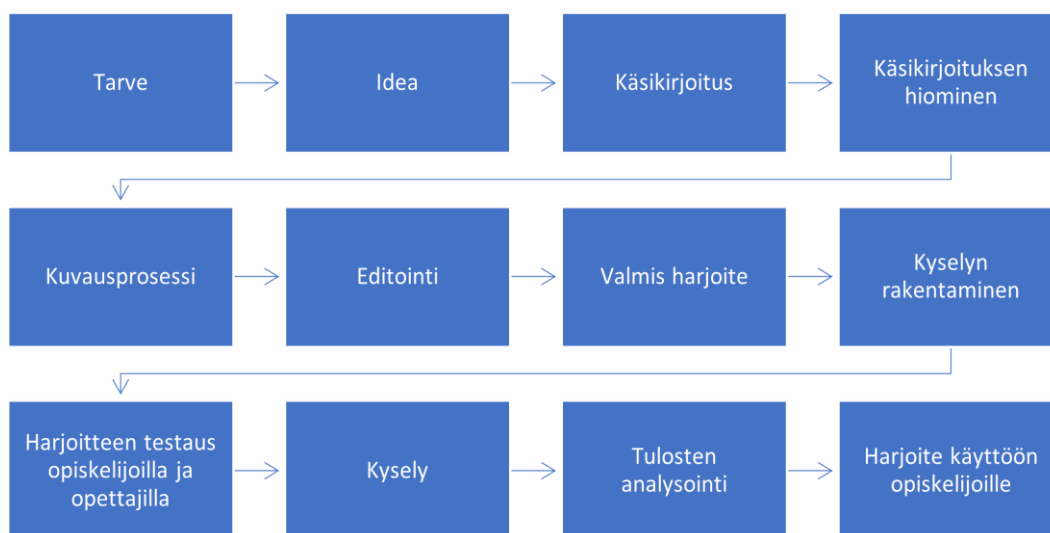 Tarve
Idea
Käsikirjoitus
Käsikirjoituksen
hiominen
Kuvausprosessi
Editointi
Valmis harjoite
Kyselyn
rakentaminen
Harjoitteen testaus
opiskelijoilla ja
opettajilla
Kysely
Tulosten
analysointi
Harjoite käyttöön
opiskelijoille